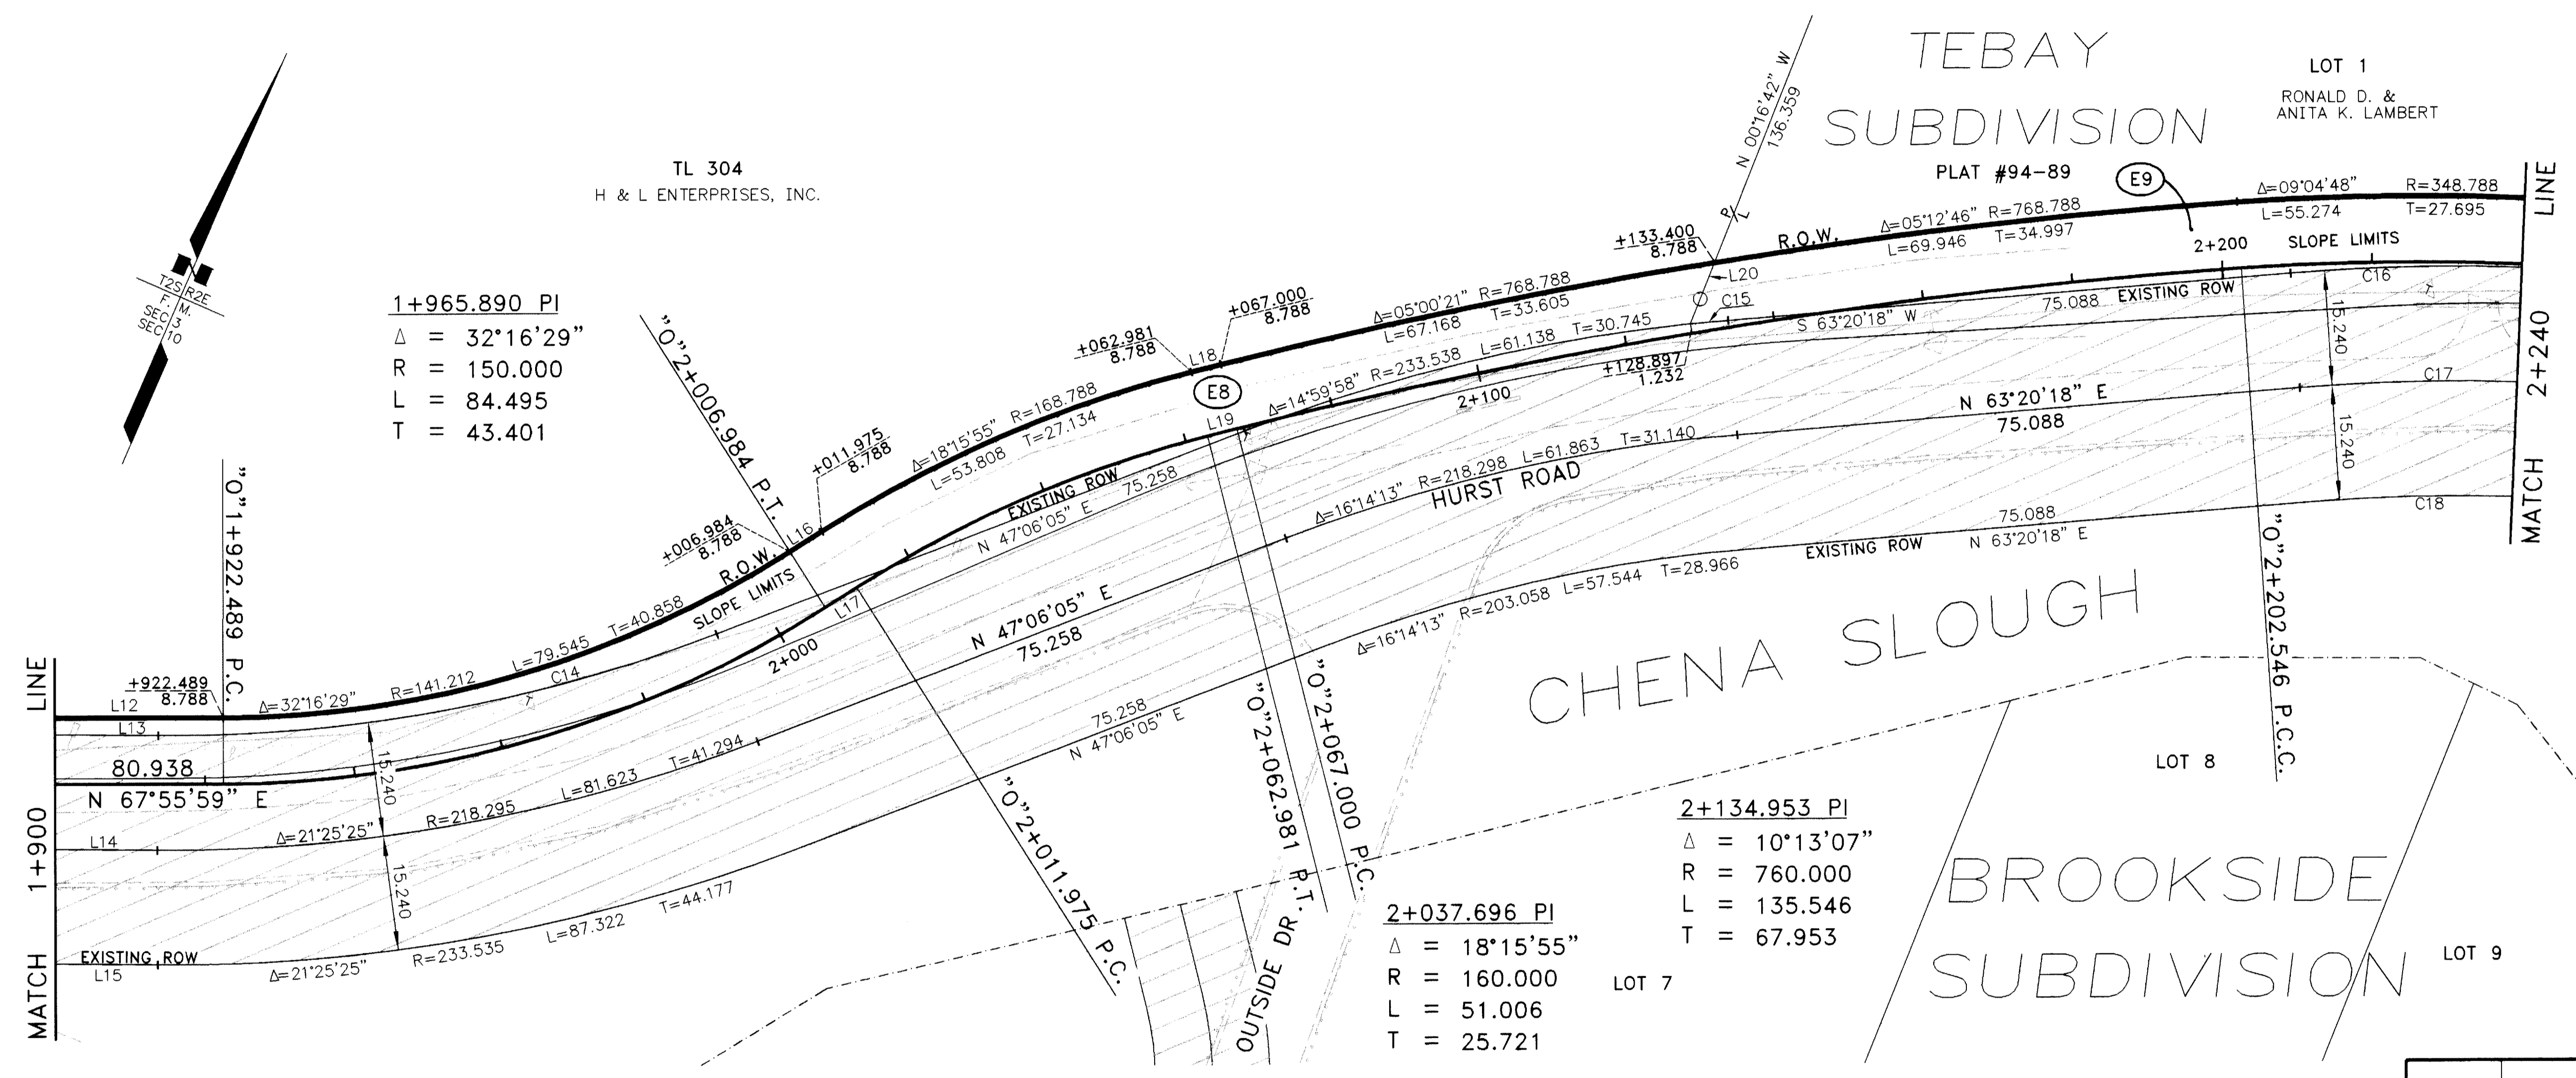 TEBAY
SUBDIVISION
PLAT #94-89
LOT 1
RONALD D. &
ANITA K. LAMBERT
E9
N 00°16'42" W
136.359
P/L
TL 304
H & L ENTERPRISES, INC.
T2S R2E
F. M.
SEC 3
SEC 10
1+965.890 PI
Δ = 32°16'29"
R = 150.000
L = 84.495
T = 43.401
"O"2+006.984 P.T.
"O"1+922.489 P.C.
+922.489
8.788
+006.984
8.788
+011.975
8.788
+062.981
8.788
+067.000
8.788
+133.400
8.788
+128.897
1.232
L12
L13
80.938
N 67°55'59" E
L14
EXISTING ROW
L15
MATCH 1+900 LINE
Δ=32°16'29" R=141.212 L=79.545 T=40.858
R.O.W.
SLOPE LIMITS
C14
15.240
15.240
Δ=21°25'25" R=218.295 L=81.623 T=41.294
Δ=21°25'25" R=233.535 L=87.322 T=44.177
L16
L17
2+000
Δ=18°15'55" R=168.788
L=53.808 T=27.134
EXISTING ROW 75.258
N 47°06'05" E
N 47°06'05" E
75.258
75.258
N 47°06'05" E
L18
E8
L19
Δ=05°00'21" R=768.788
L=67.168 T=33.605
Δ=14°59'58" R=233.538 L=61.138 T=30.745
2+100
Δ=16°14'13" R=218.298 L=61.863 T=31.140
HURST ROAD
Δ=16°14'13" R=203.058 L=57.544 T=28.966
L20
C15
R.O.W.
Δ=05°12'46" R=768.788
L=69.946 T=34.997
S 63°20'18" W
75.088 EXISTING ROW
N 63°20'18" E
75.088
75.088
EXISTING ROW N 63°20'18" E
Δ=09°04'48" R=348.788
L=55.274 T=27.695
2+200 SLOPE LIMITS
C16
15.240
C17
15.240
C18
MATCH 2+240 LINE
"O"2+011.975 P.C.
"O"2+062.981 P.T.
"O"2+067.000 P.C.
"O"2+202.546 P.C.C.
CHENA SLOUGH
OUTSIDE DR.
2+037.696 PI
Δ = 18°15'55"
R = 160.000
L = 51.006
T = 25.721
2+134.953 PI
Δ = 10°13'07"
R = 760.000
L = 135.546
T = 67.953
LOT 7
LOT 8
BROOKSIDE
SUBDIVISION
LOT 9